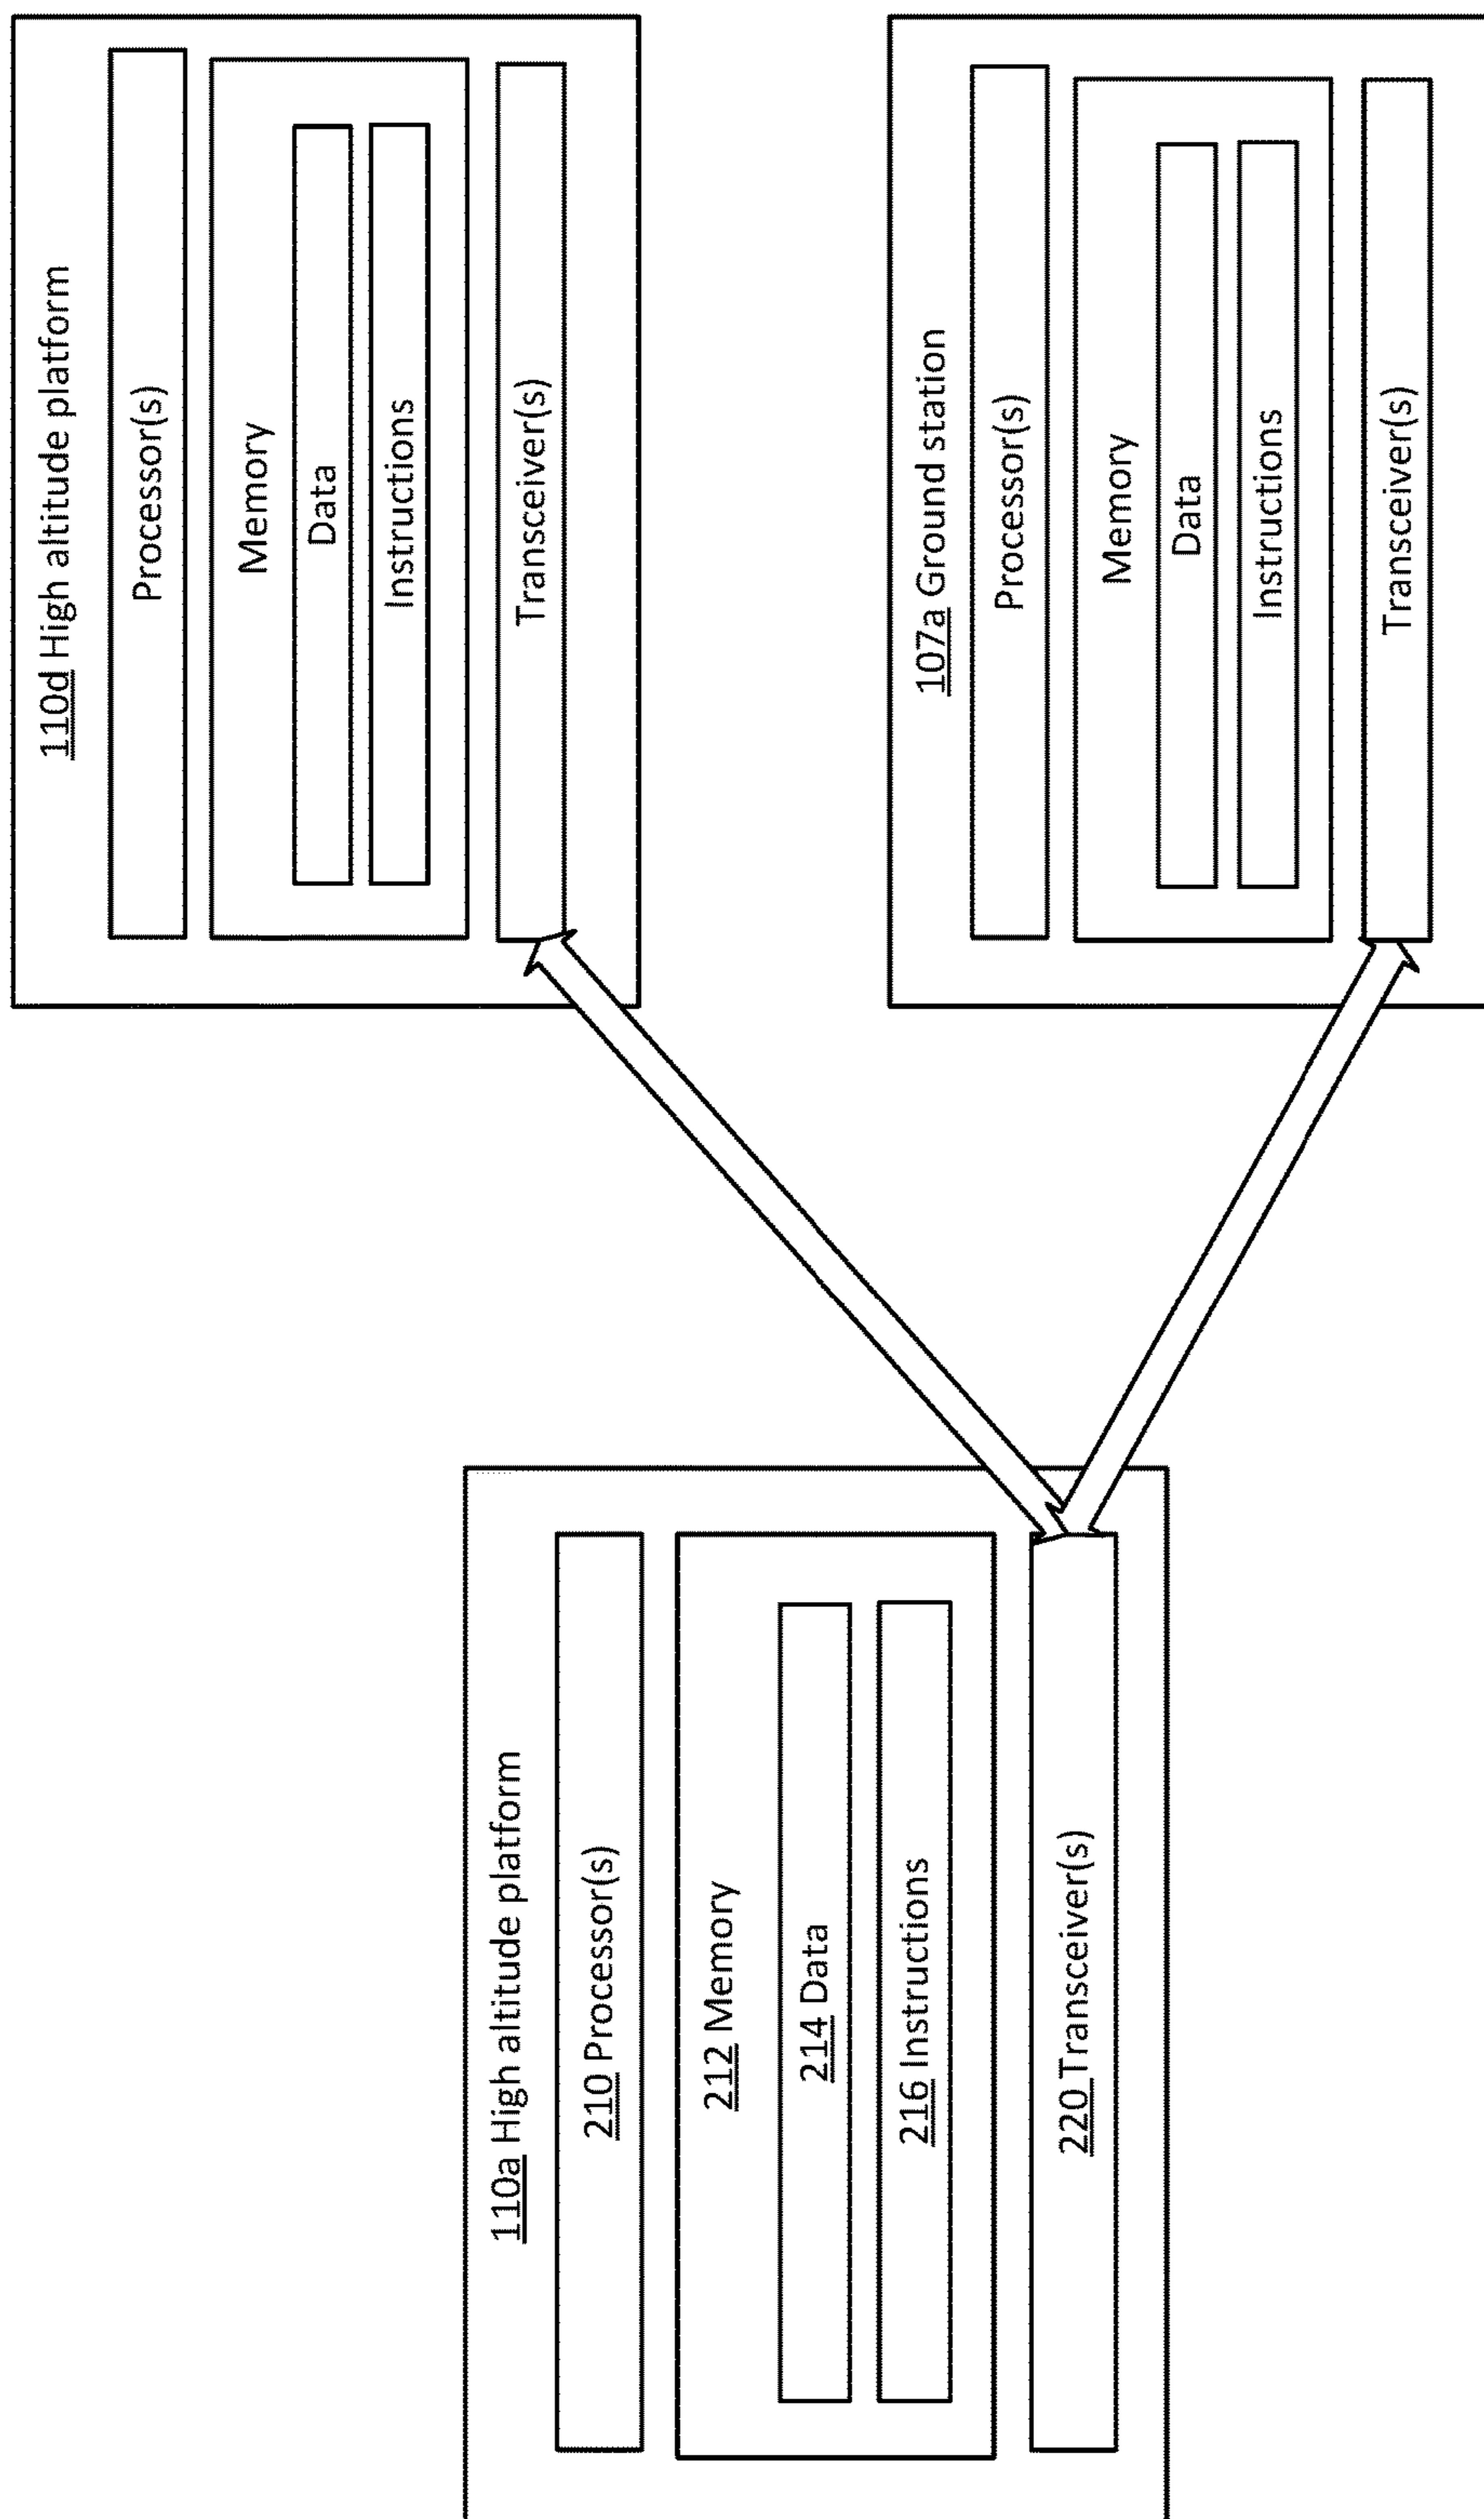 110a High altitude platform
210 Processor(s)
212 Memory
214 Data
216 Instructions
220 Transceiver(s)
110d High altitude platform
Processor(s)
Memory
Data
Instructions
Transceiver(s)
107a Ground station
Processor(s)
Memory
Data
Instructions
Transceiver(s)